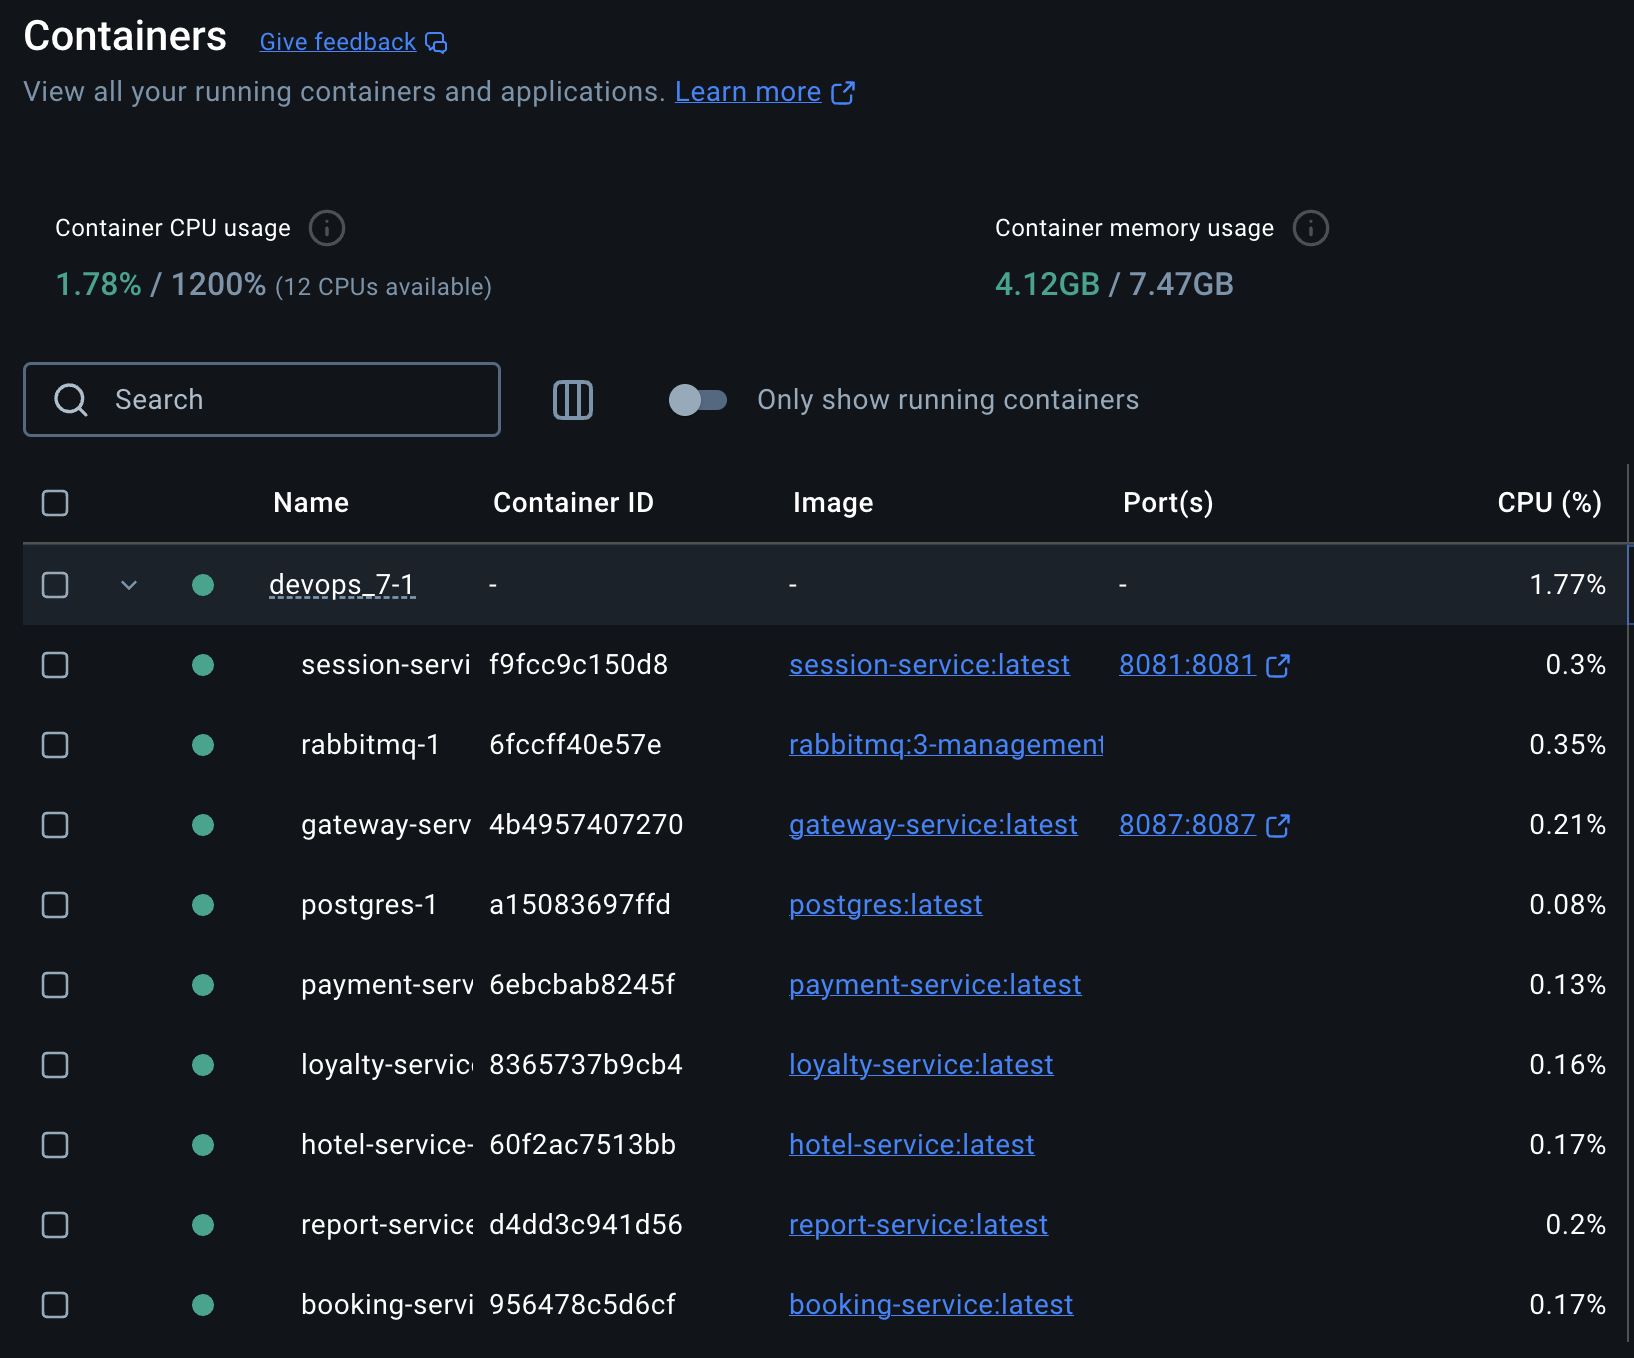 Containers Give feedback
View all your running containers and applications. Learn more
Container CPU usage
1.78% / 1200% (12 CPUs available)
Container memory usage
4.12GB / 7.47GB
Search
Only show running containers
Name Container ID Image Port(s) CPU (%)
devops_7-1 - - - 1.77%
session-servi f9fcc9c150d8 session-service:latest 8081:8081 0.3%
rabbitmq-1 6fccff40e57e rabbitmq:3-management 0.35%
gateway-serv 4b4957407270 gateway-service:latest 8087:8087 0.21%
postgres-1 a15083697ffd postgres:latest 0.08%
payment-serv 6ebcbab8245f payment-service:latest 0.13%
loyalty-servic 8365737b9cb4 loyalty-service:latest 0.16%
hotel-service- 60f2ac7513bb hotel-service:latest 0.17%
report-service d4dd3c941d56 report-service:latest 0.2%
booking-servi 956478c5d6cf booking-service:latest 0.17%